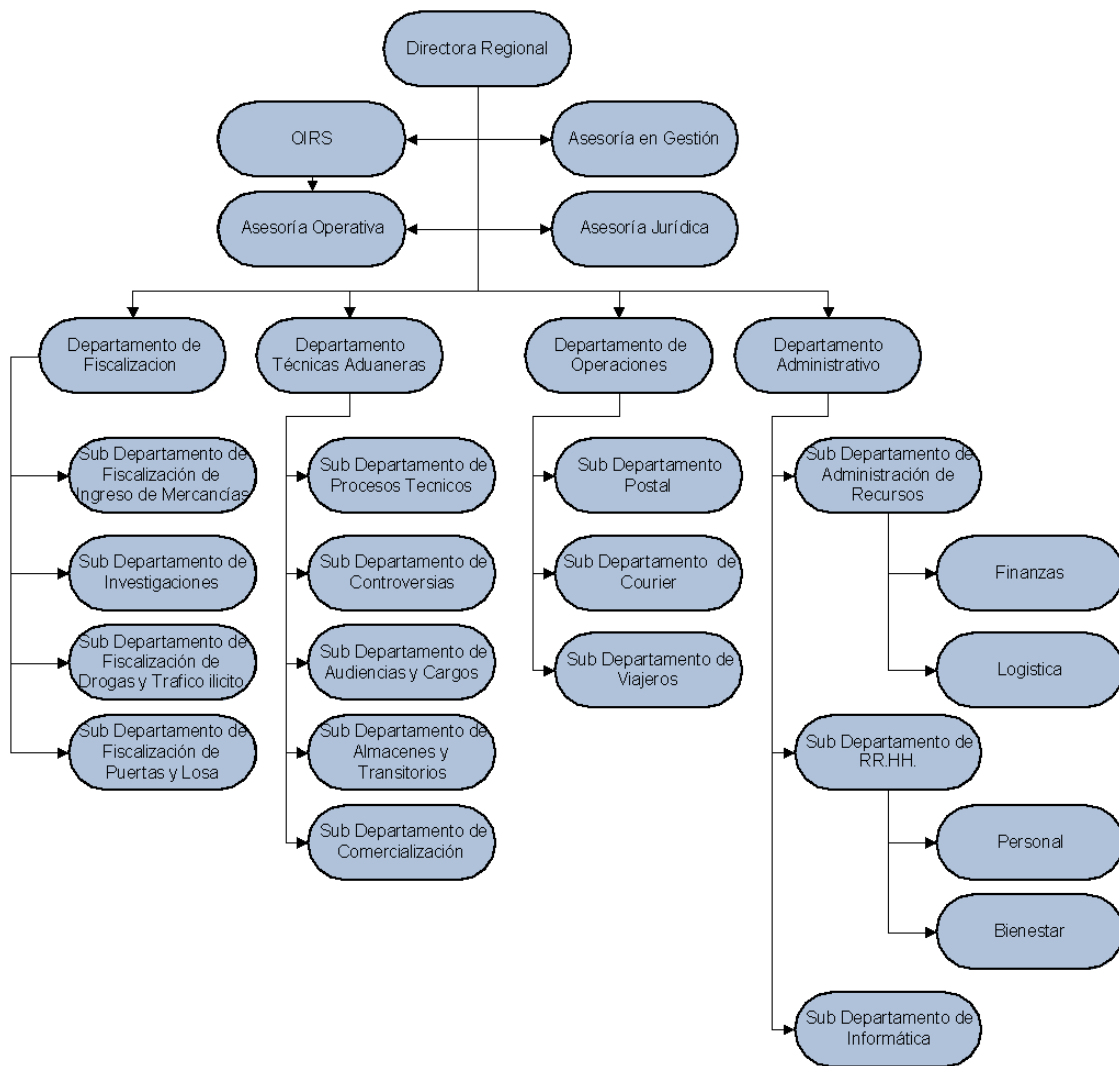 Directora Regional
OIRS
Asesoría en Gestión
Asesoría Operativa
Asesoría Jurídica
Departamento de
Fiscalizacion
Departamento
Técnicas Aduaneras
Departamento de
Operaciones
Departamento
Administrativo
Sub Departamento de
Fiscalización de
Ingreso de Mercancías
Sub Departamento de
Investigaciones
Sub Departamento de
Fiscalización de
Drogas y Trafico ilicito
Sub Departamento de
Fiscalización de
Puertas y Losa
Sub Departamento de
Procesos Tecnicos
Sub Departamento de
Controversias
Sub Departamento de
Audiencias y Cargos
Sub Departamento de
Almacenes y
Transitorios
Sub Departamento de
Comercialización
Sub Departamento
Postal
Sub Departamento de
Courier
Sub Departamento de
Viajeros
Sub Departamento de
Administración de
Recursos
Finanzas
Logistica
Sub Departamento de
RR.HH.
Personal
Bienestar
Sub Departamento de
Informática